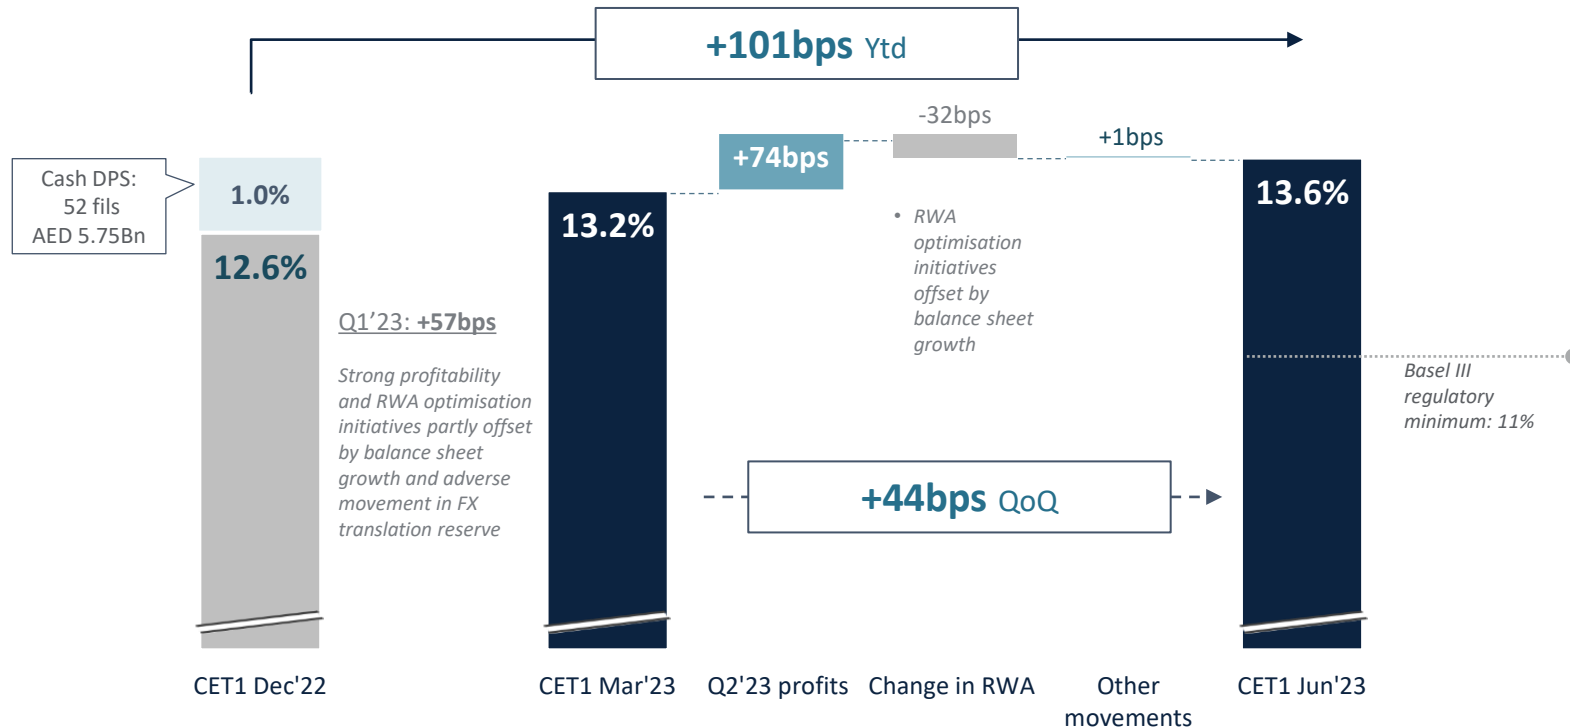 +101bps Ytd
-32bps
+1bps
+74bps
Cash DPS:
52 fils
AED 5.75Bn
1.0%
12.6%
13.2%
13.6%
• RWA
optimisation
initiatives
offset by
balance sheet
growth
Q1’23: +57bps
Strong profitability
and RWA optimisation
initiatives partly offset
by balance sheet
growth and adverse
movement in FX
translation reserve
Basel III
regulatory
minimum: 11%
+44bps QoQ
CET1 Dec'22
CET1 Mar'23
Q2'23 profits
Change in RWA
Other
movements
CET1 Jun'23